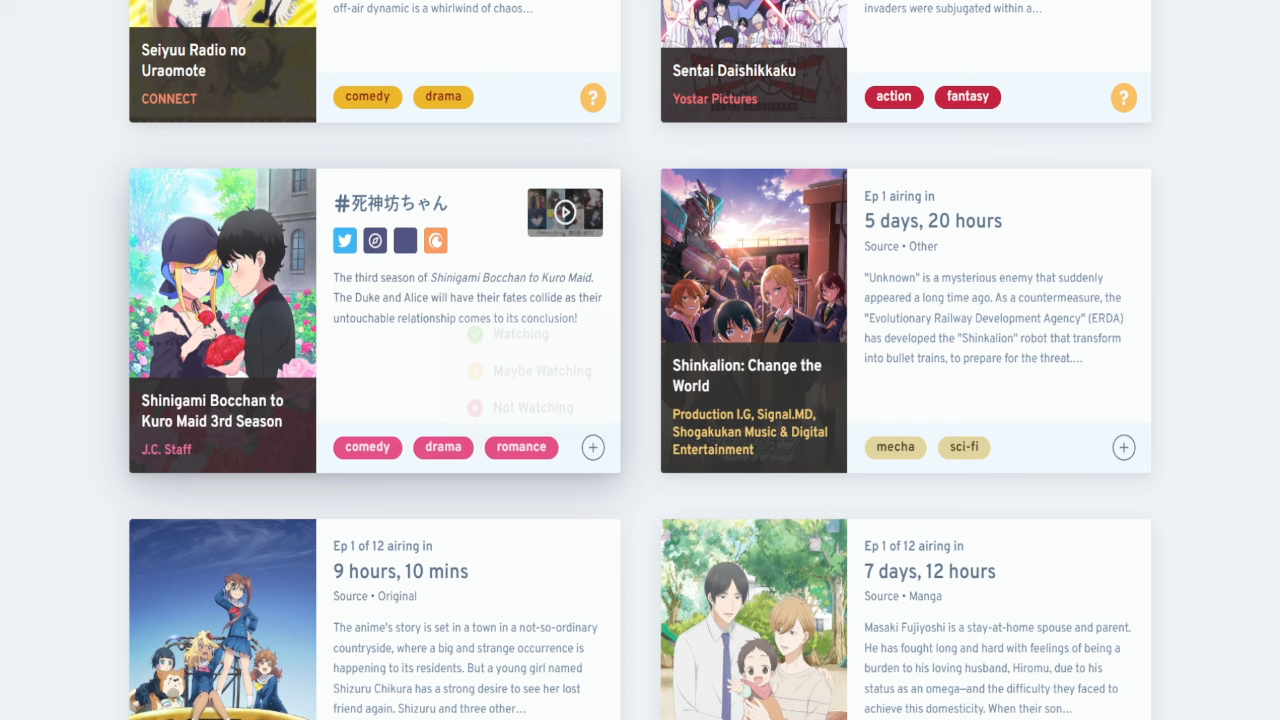 off-air dynamic is a whirlwind of chaos...
Seiyuu Radio no
Uraomote
CONNECT
comedy
drama
?
invaders were subjugated within a...
Sentai Daishikkaku
Yostar Pictures
action
fantasy
?
#死神坊ちゃん
The third season of Shinigami Bocchan to Kuro Maid.
The Duke and Alice will have their fates collide as their
untouchable relationship comes to its conclusion!
Watching
Maybe Watching
Not Watching
Shinigami Bocchan to
Kuro Maid 3rd Season
J.C. Staff
comedy
drama
romance
Ep 1 airing in
5 days, 20 hours
Source • Other
"Unknown" is a mysterious enemy that suddenly
appeared a long time ago. As a countermeasure, the
"Evolutionary Railway Development Agency" (ERDA)
has developed the "Shinkalion" robot that transform
into bullet trains, to prepare for the threat....
Shinkalion: Change the
World
Production I.G, Signal.MD,
Shogakukan Music & Digital
Entertainment
mecha
sci-fi
Ep 1 of 12 airing in
9 hours, 10 mins
Source • Original
The anime's story is set in a town in a not-so-ordinary
countryside, where a big and strange occurrence is
happening to its residents. But a young girl named
Shizuru Chikura has a strong desire to see her lost
friend again. Shizuru and three other...
Ep 1 of 12 airing in
7 days, 12 hours
Source • Manga
Masaki Fujiyoshi is a stay-at-home spouse and parent.
He has fought long and hard with feelings of being a
burden to his loving husband, Hiromu, due to his
status as an omega—and the difficulty they faced to
achieve this domesticity. When their son...